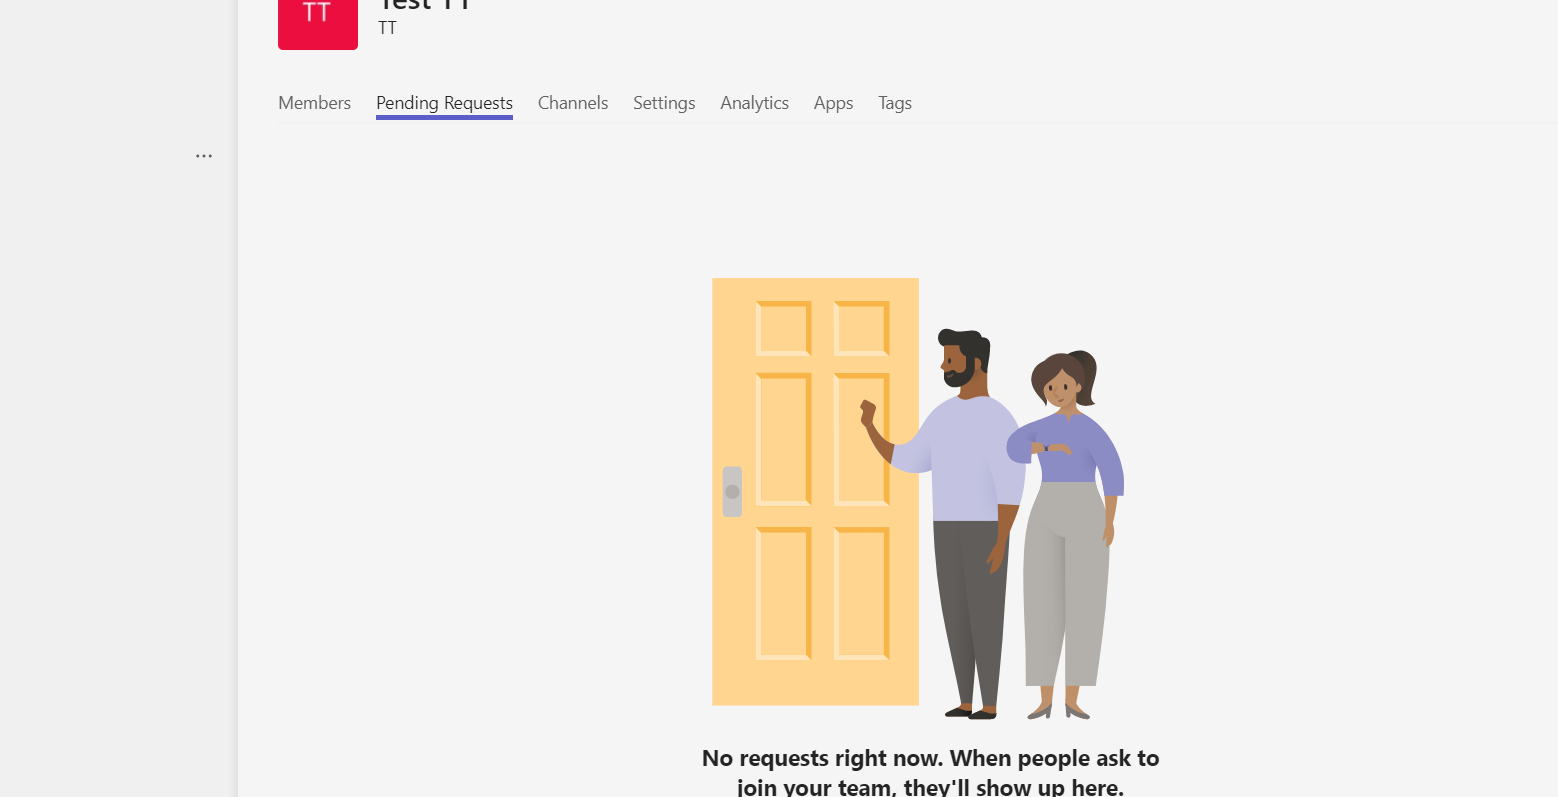 TT
Test TT
TT
Members Pending Requests Channels Settings Analytics Apps Tags
No requests right now. When people ask to
join your team, they'll show up here.